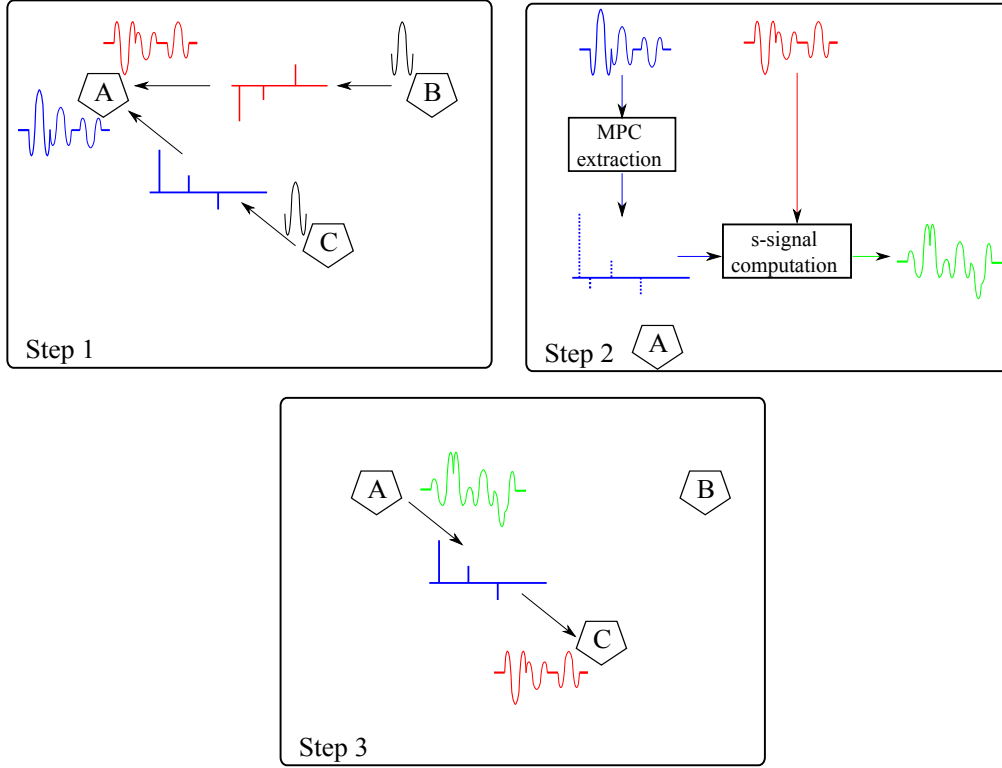 A
B
C
Step 1
MPC
extraction
s-signal
computation
Step 2
A
A
B
C
Step 3